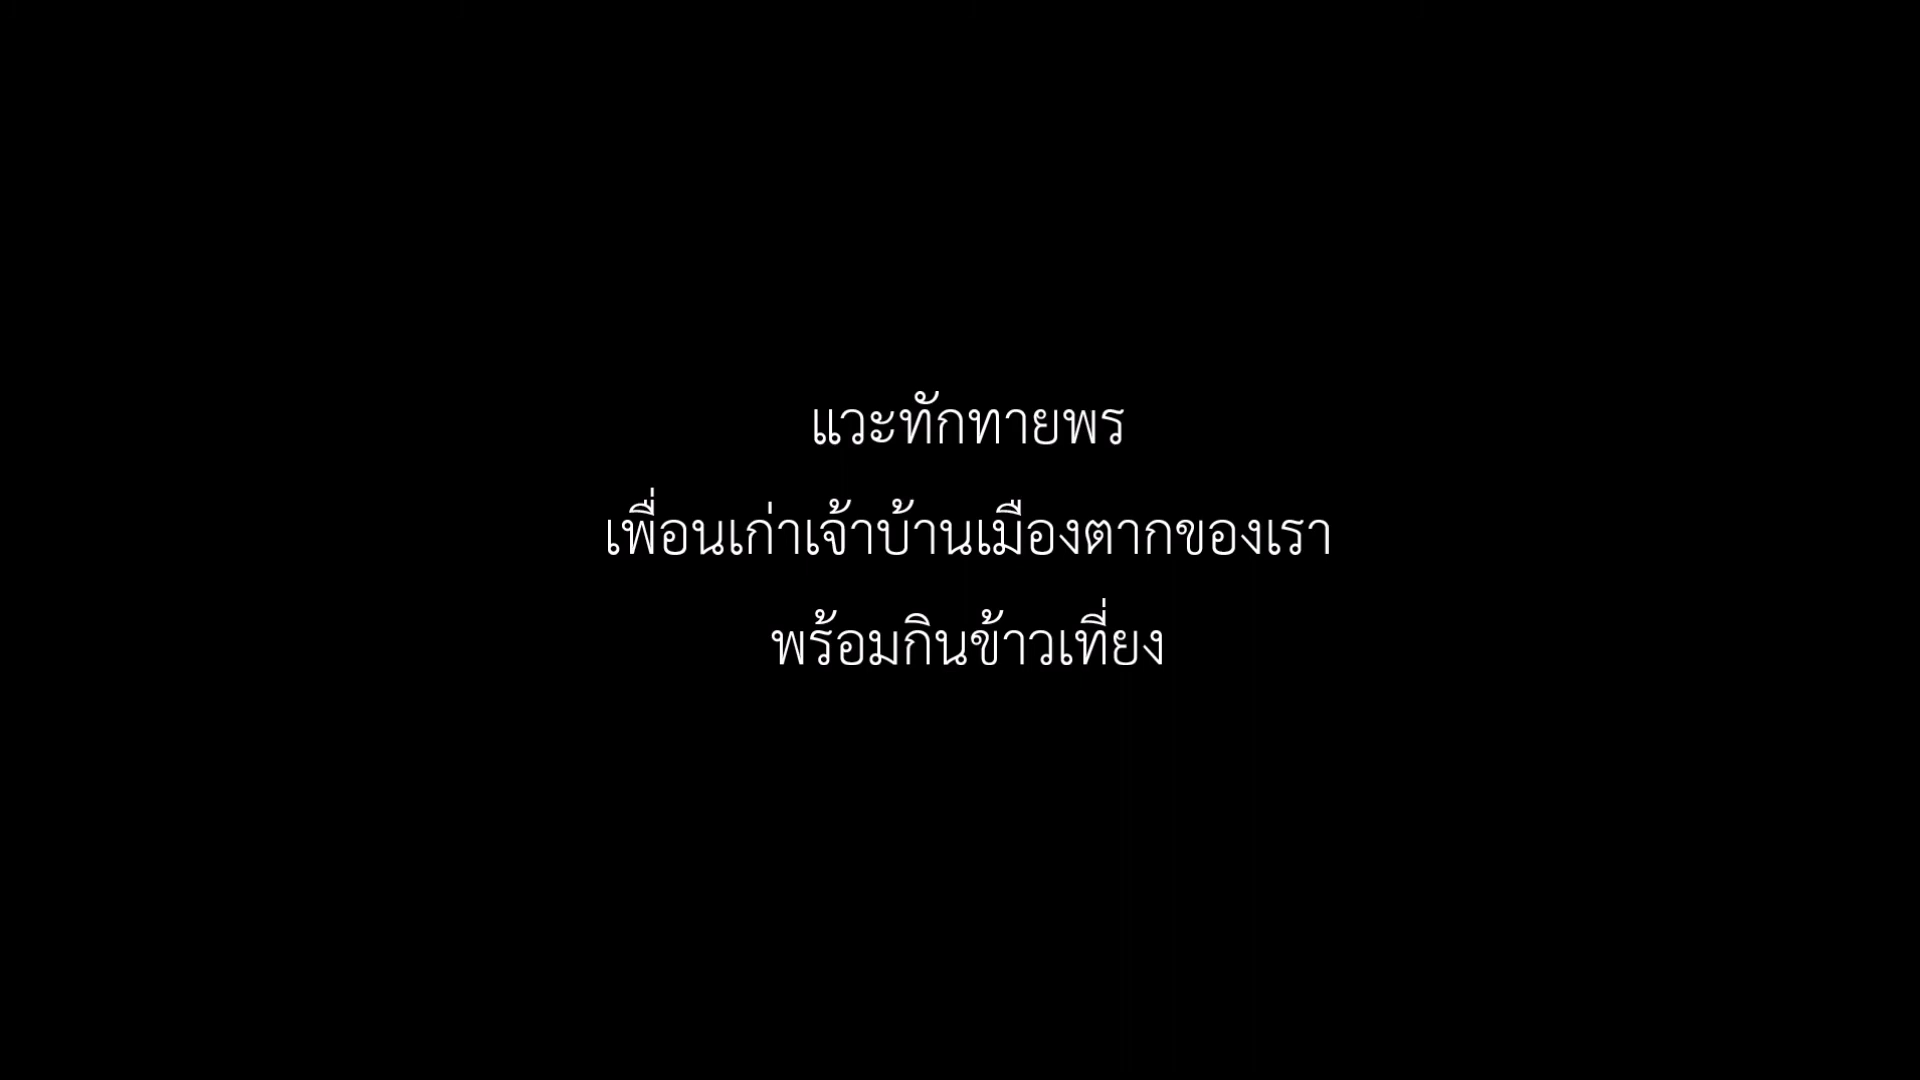 แวะทักทายพร
เพื่อนเก่าเจ้าบ้านเมืองตากของเรา
พร้อมกินข้าวเที่ยง